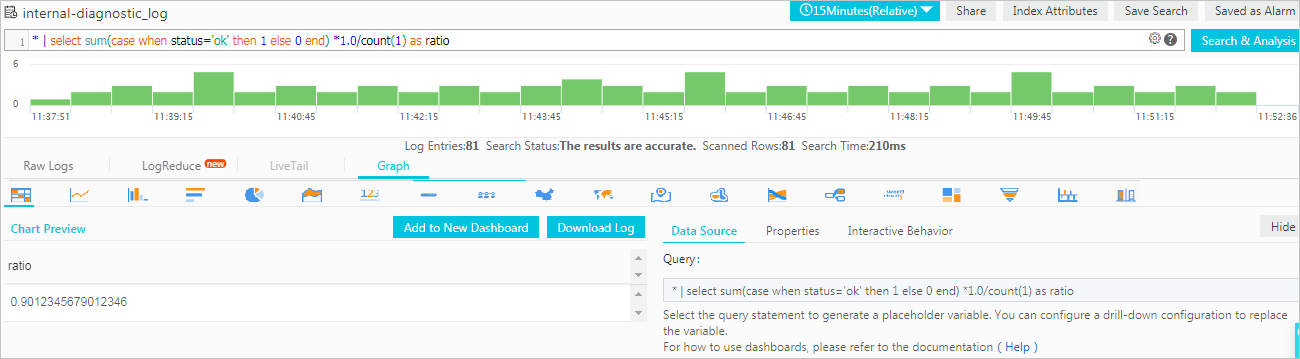 internal-diagnostic_log
15Minutes(Relative) Share Index Attributes Save Search Saved as Alarm
1 * | select sum(case when status='ok' then 1 else 0 end) *1.0/count(1) as ratio
Search & Analysis
6
0
11:37:51 11:39:15 11:40:45 11:42:15 11:43:45 11:45:15 11:46:45 11:48:15 11:49:45 11:51:15 11:52:36
Log Entries:81 Search Status:The results are accurate. Scanned Rows:81 Search Time:210ms
Raw Logs LogReduce new LiveTail Graph
123
Chart Preview Add to New Dashboard Download Log
ratio
0.9012345679012346
Data Source Properties Interactive Behavior Hide
Query:
* | select sum(case when status='ok' then 1 else 0 end) *1.0/count(1) as ratio
Select the query statement to generate a placeholder variable. You can configure a drill-down configuration to replace
the variable.
For how to use dashboards, please refer to the documentation ( Help )